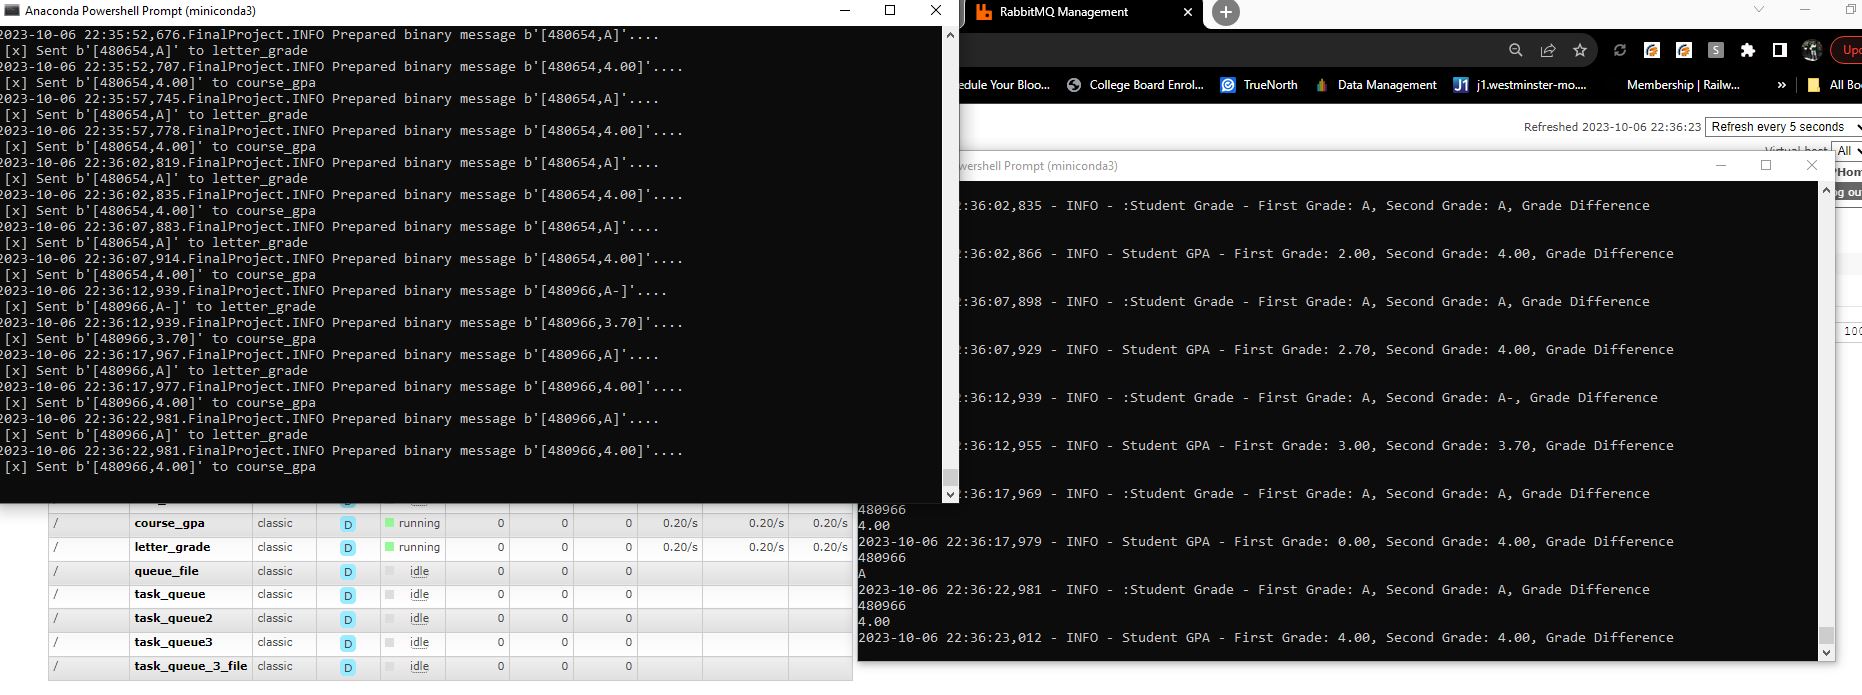 Anaconda Powershell Prompt (miniconda3)
2023-10-06 22:35:52,676.FinalProject.INFO Prepared binary message b'[480654,A]'....
[x] Sent b'[480654,A]' to letter_grade
2023-10-06 22:35:52,707.FinalProject.INFO Prepared binary message b'[480654,4.00]'....
[x] Sent b'[480654,4.00]' to course_gpa
2023-10-06 22:35:57,745.FinalProject.INFO Prepared binary message b'[480654,A]'....
[x] Sent b'[480654,A]' to letter_grade
2023-10-06 22:35:57,778.FinalProject.INFO Prepared binary message b'[480654,4.00]'....
[x] Sent b'[480654,4.00]' to course_gpa
2023-10-06 22:36:02,819.FinalProject.INFO Prepared binary message b'[480654,A]'....
[x] Sent b'[480654,A]' to letter_grade
2023-10-06 22:36:02,835.FinalProject.INFO Prepared binary message b'[480654,4.00]'....
[x] Sent b'[480654,4.00]' to course_gpa
2023-10-06 22:36:07,883.FinalProject.INFO Prepared binary message b'[480654,A]'....
[x] Sent b'[480654,A]' to letter_grade
2023-10-06 22:36:07,914.FinalProject.INFO Prepared binary message b'[480654,4.00]'....
[x] Sent b'[480654,4.00]' to course_gpa
2023-10-06 22:36:12,939.FinalProject.INFO Prepared binary message b'[480966,A-]'....
[x] Sent b'[480966,A-]' to letter_grade
2023-10-06 22:36:12,939.FinalProject.INFO Prepared binary message b'[480966,3.70]'....
[x] Sent b'[480966,3.70]' to course_gpa
2023-10-06 22:36:17,967.FinalProject.INFO Prepared binary message b'[480966,A]'....
[x] Sent b'[480966,A]' to letter_grade
2023-10-06 22:36:17,977.FinalProject.INFO Prepared binary message b'[480966,4.00]'....
[x] Sent b'[480966,4.00]' to course_gpa
2023-10-06 22:36:22,981.FinalProject.INFO Prepared binary message b'[480966,A]'....
[x] Sent b'[480966,A]' to letter_grade
2023-10-06 22:36:22,981.FinalProject.INFO Prepared binary message b'[480966,4.00]'....
[x] Sent b'[480966,4.00]' to course_gpa
RabbitMQ Management
S
Up
edule Your Bloo... College Board Enrol... TrueNorth Data Management J1 j1.westminster-mo.... Membership | Railw... » All Bo
Refreshed 2023-10-06 22:36:23 Refresh every 5 seconds
Virtual host All
wershell Prompt (miniconda3)
:36:02,835 - INFO - :Student Grade - First Grade: A, Second Grade: A, Grade Difference
:36:02,866 - INFO - Student GPA - First Grade: 2.00, Second Grade: 4.00, Grade Difference
:36:07,898 - INFO - :Student Grade - First Grade: A, Second Grade: A, Grade Difference
:36:07,929 - INFO - Student GPA - First Grade: 2.70, Second Grade: 4.00, Grade Difference
:36:12,939 - INFO - :Student Grade - First Grade: A, Second Grade: A-, Grade Difference
:36:12,955 - INFO - Student GPA - First Grade: 3.00, Second Grade: 3.70, Grade Difference
:36:17,969 - INFO - :Student Grade - First Grade: A, Second Grade: A, Grade Difference
480966
4.00
2023-10-06 22:36:17,979 - INFO - Student GPA - First Grade: 0.00, Second Grade: 4.00, Grade Difference
480966
A
2023-10-06 22:36:22,981 - INFO - :Student Grade - First Grade: A, Second Grade: A, Grade Difference
480966
4.00
2023-10-06 22:36:23,012 - INFO - Student GPA - First Grade: 4.00, Second Grade: 4.00, Grade Difference
og ou
100
/ course_gpa classic D running 0 0 0 0.20/s 0.20/s 0.20/s
/ letter_grade classic D running 0 0 0 0.20/s 0.20/s 0.20/s
/ queue_file classic D idle 0 0 0
/ task_queue classic D idle 0 0 0
/ task_queue2 classic D idle 0 0 0
/ task_queue3 classic D idle 0 0 0
/ task_queue_3_file classic D idle 0 0 0